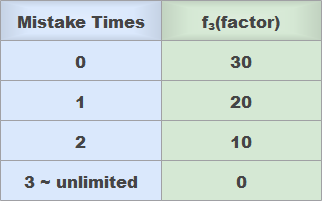 Mistake Times f₃(factor)
0 30
1 20
2 10
3 ~ unlimited 0